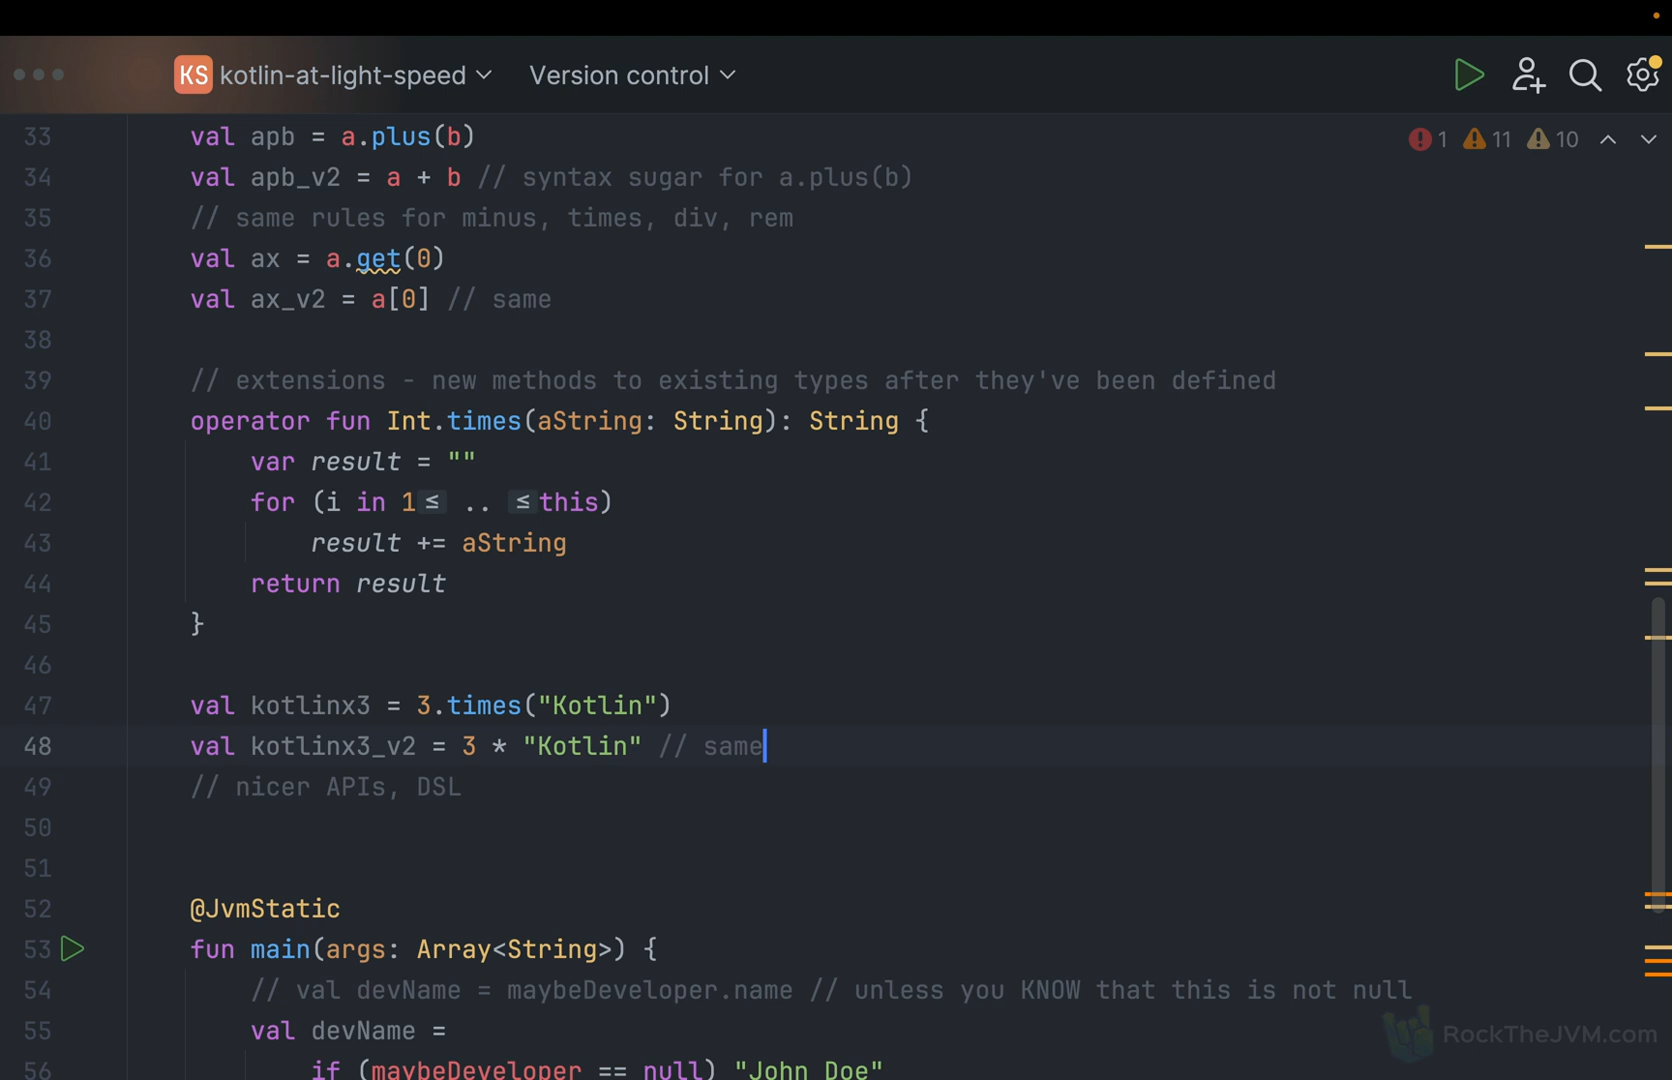 KS kotlin-at-light-speed Version control
1 11 10
33 val apb = a.plus(b)
34 val apb_v2 = a + b // syntax sugar for a.plus(b)
35 // same rules for minus, times, div, rem
36 val ax = a.get(0)
37 val ax_v2 = a[0] // same
38
39 // extensions - new methods to existing types after they've been defined
40 operator fun Int.times(aString: String): String {
41 var result = ""
42 for (i in 1≤ .. ≤this)
43 result += aString
44 return result
45 }
46
47 val kotlinx3 = 3.times("Kotlin")
48 val kotlinx3_v2 = 3 * "Kotlin" // same
49 // nicer APIs, DSL
50
51
52 @JvmStatic
53 fun main(args: Array<String>) {
54 // val devName = maybeDeveloper.name // unless you KNOW that this is not null
55 val devName =
56 if (maybeDeveloper == null) "John Doe"
RockTheJVM.com